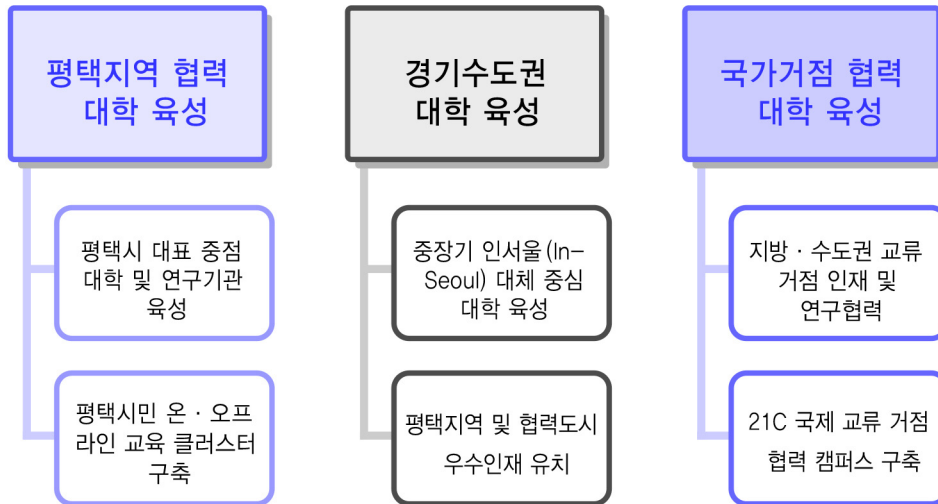 평택지역 협력
대학 육성
평택시 대표 중점
대학 및 연구기관
육성
평택시민 온 · 오프
라인 교육 클러스터
구축
경기수도권
대학 육성
중장기 인서울(In-
Seoul) 대체 중심
대학 육성
평택지역 및 협력도시
우수인재 유치
국가거점 협력
대학 육성
지방 · 수도권 교류
거점 인재 및
연구협력
21C 국제 교류 거점
협력 캠퍼스 구축